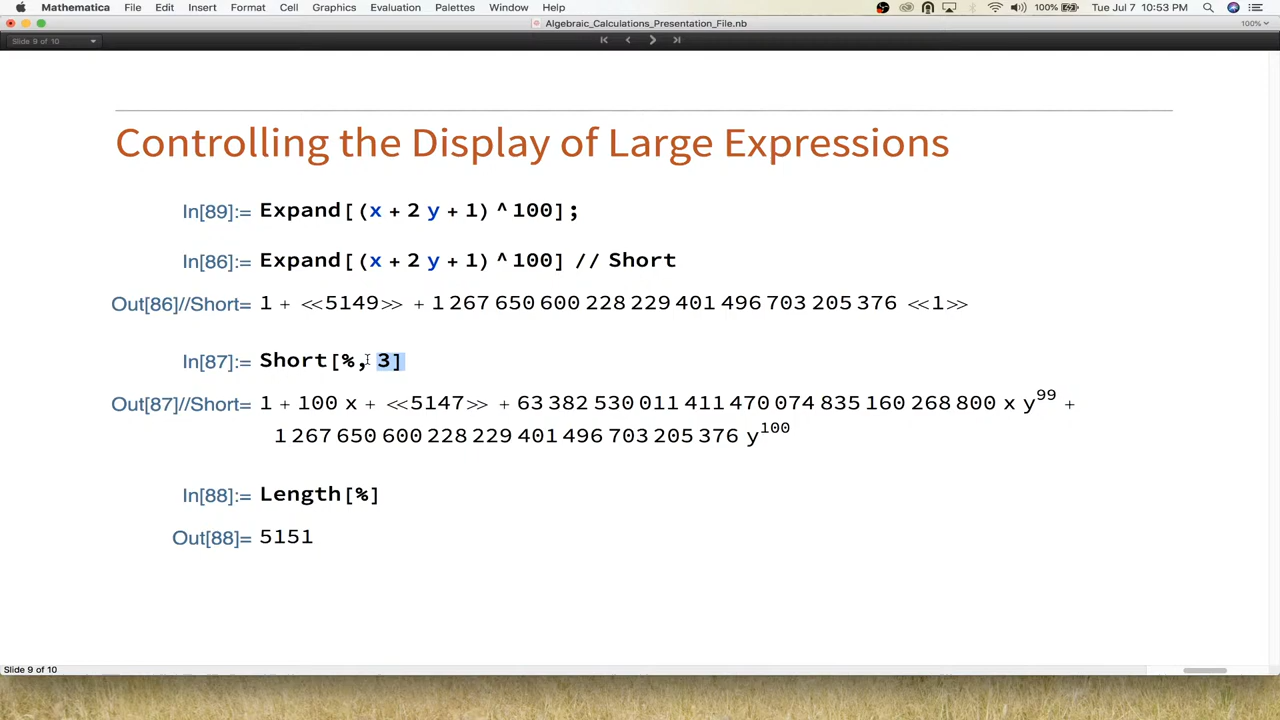 Mathematica File Edit Insert Format Cell Graphics Evaluation Palettes Window Help 100% Tue Jul 7 10:53 PM
Algebraic_Calculations_Presentation_File.nb 100%
Slide 9 of 10
Controlling the Display of Large Expressions
In[89]:= Expand[(x + 2 y + 1) ^ 100];
In[86]:= Expand[(x + 2 y + 1) ^ 100] // Short
Out[86]//Short= 1 + <<5149>> + 1 267 650 600 228 229 401 496 703 205 376 <<1>>
In[87]:= Short[%, 3]
Out[87]//Short= 1 + 100 x + <<5147>> + 63 382 530 011 411 470 074 835 160 268 800 x y^99 +
1 267 650 600 228 229 401 496 703 205 376 y^100
In[88]:= Length[%]
Out[88]= 5151
Slide 9 of 10